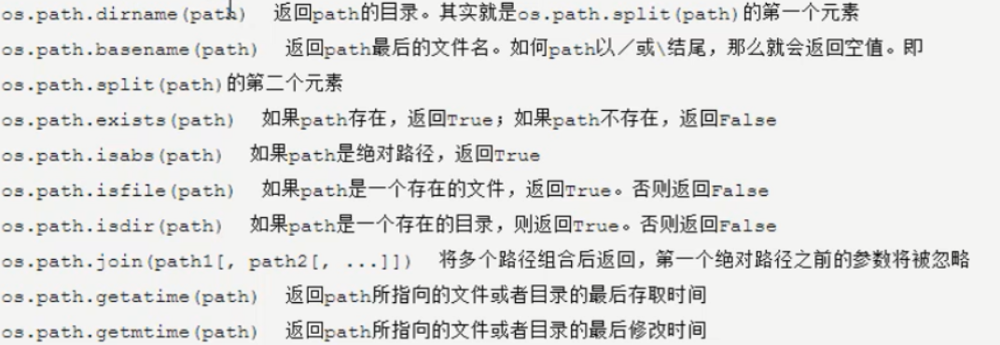 os.path.dirname(path)  返回path的目录。其实就是os.path.split(path)的第一个元素
os.path.basename(path)  返回path最后的文件名。如何path以／或\结尾，那么就会返回空值。即
os.path.split(path)的第二个元素
os.path.exists(path)  如果path存在，返回True；如果path不存在，返回False
os.path.isabs(path)  如果path是绝对路径，返回True
os.path.isfile(path)  如果path是一个存在的文件，返回True。否则返回False
os.path.isdir(path)  如果path是一个存在的目录，则返回True。否则返回False
os.path.join(path1[, path2[, ...]])  将多个路径组合后返回，第一个绝对路径之前的参数将被忽略
os.path.getatime(path)  返回path所指向的文件或者目录的最后存取时间
os.path.getmtime(path)  返回path所指向的文件或者目录的最后修改时间